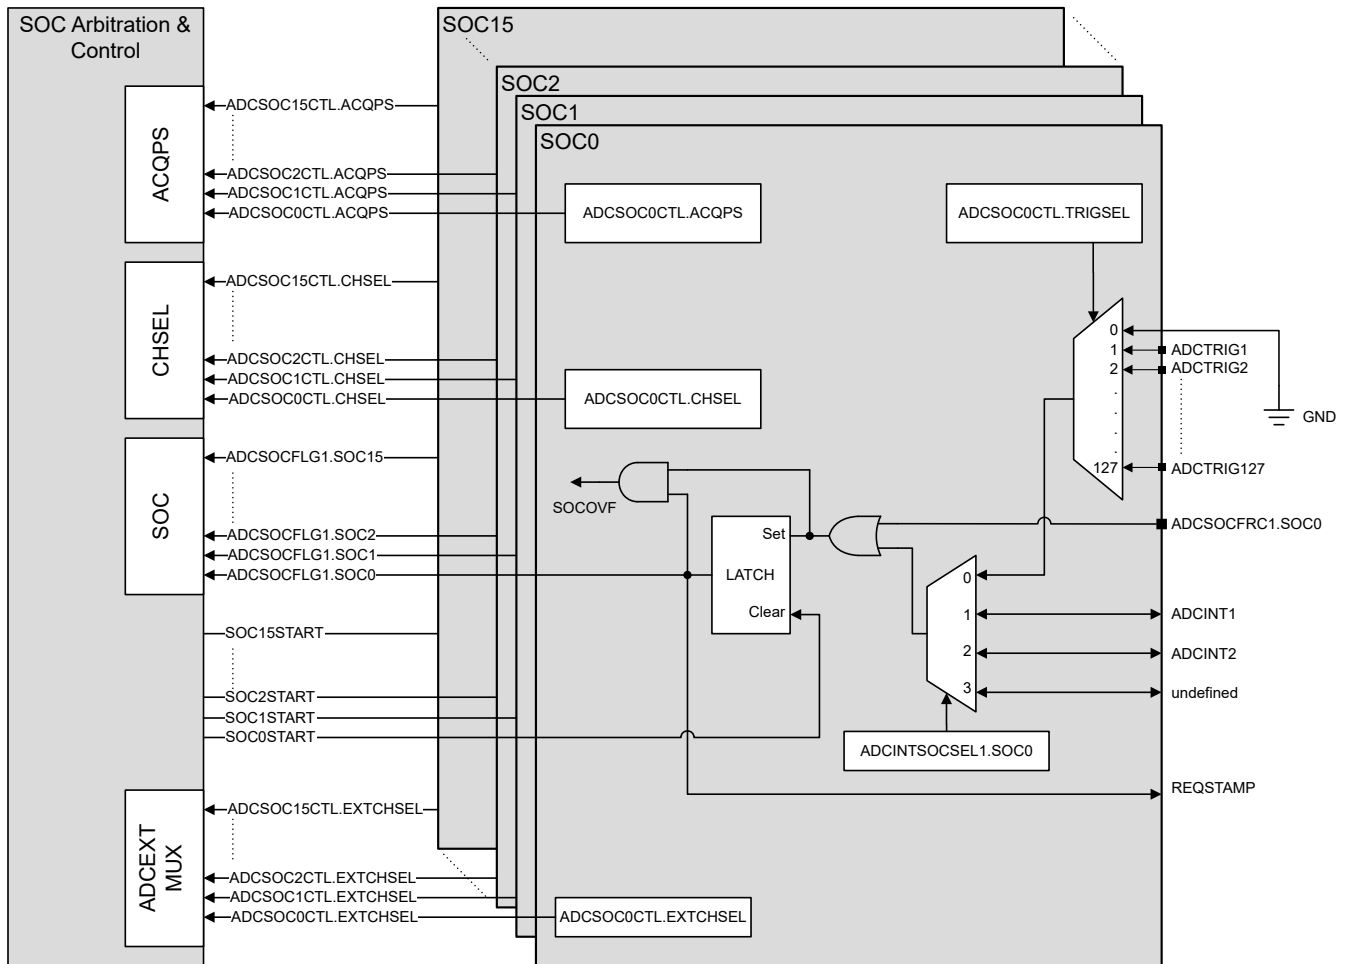 SOC Arbitration &
Control
ACQPS
CHSEL
SOC
ADCEXT
MUX
ADCSOC15CTL.ACQPS
ADCSOC2CTL.ACQPS
ADCSOC1CTL.ACQPS
ADCSOC0CTL.ACQPS
ADCSOC15CTL.CHSEL
ADCSOC2CTL.CHSEL
ADCSOC1CTL.CHSEL
ADCSOC0CTL.CHSEL
ADCSOCFLG1.SOC15
ADCSOCFLG1.SOC2
ADCSOCFLG1.SOC1
ADCSOCFLG1.SOC0
SOC15START
SOC2START
SOC1START
SOC0START
ADCSOC15CTL.EXTCHSEL
ADCSOC2CTL.EXTCHSEL
ADCSOC1CTL.EXTCHSEL
ADCSOC0CTL.EXTCHSEL
SOC15
SOC2
SOC1
SOC0
ADCSOC0CTL.ACQPS
ADCSOC0CTL.TRIGSEL
ADCSOC0CTL.CHSEL
0
1
2
.
.
.
.
127
ADCTRIG1
ADCTRIG2
ADCTRIG127
GND
SOCOVF
Set
LATCH
Clear
ADCSOCFRC1.SOC0
0
1
2
3
ADCINT1
ADCINT2
undefined
ADCINTSOCSEL1.SOC0
REQSTAMP
ADCSOC0CTL.EXTCHSEL